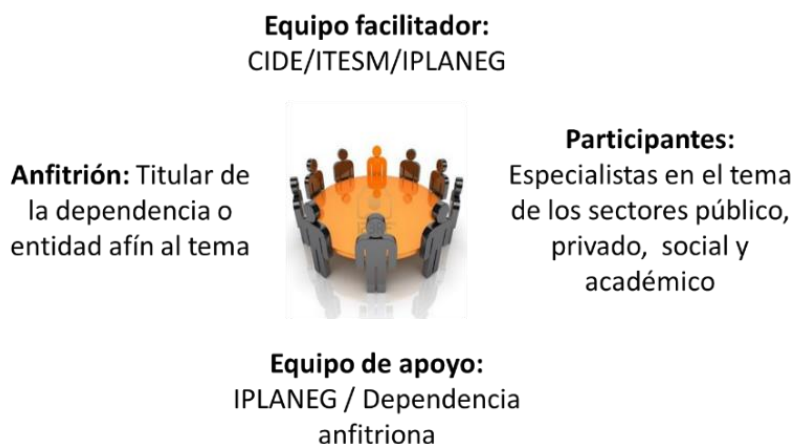 Equipo facilitador:
CIDE/ITESM/IPLANEG
Anfitrión: Titular de
la dependencia o
entidad afín al tema
Participantes:
Especialistas en el tema
de los sectores público,
privado, social y
académico
Equipo de apoyo:
IPLANEG / Dependencia
anfitriona